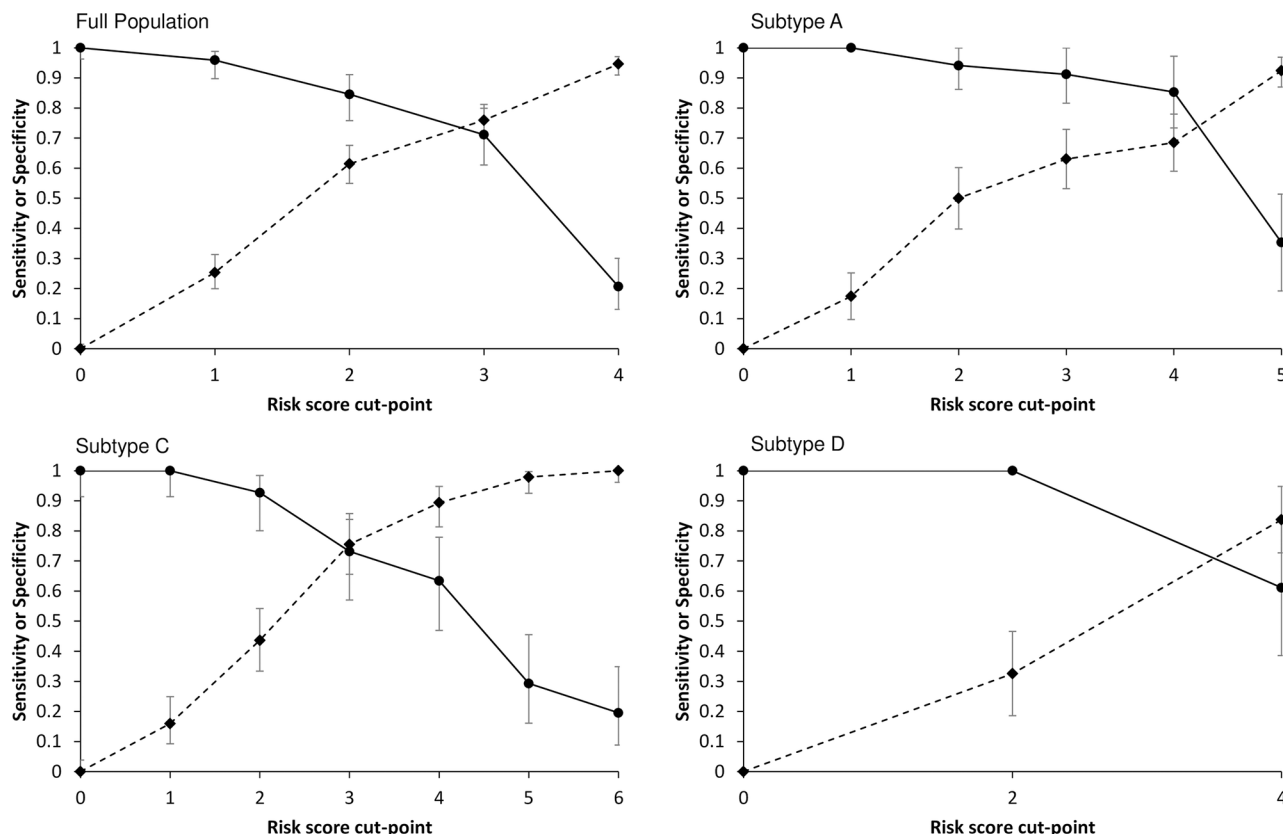 Full Population
Sensitivity or Specificity
1
0.9
0.8
0.7
0.6
0.5
0.4
0.3
0.2
0.1
0
0 1 2 3 4
Risk score cut-point
Subtype A
Sensitivity or Specificity
1
0.9
0.8
0.7
0.6
0.5
0.4
0.3
0.2
0.1
0
0 1 2 3 4 5
Risk score cut-point
Subtype C
Sensitivity or Specificity
1
0.9
0.8
0.7
0.6
0.5
0.4
0.3
0.2
0.1
0
0 1 2 3 4 5 6
Risk score cut-point
Subtype D
Sensitivity or Specificity
1
0.9
0.8
0.7
0.6
0.5
0.4
0.3
0.2
0.1
0
0 2 4
Risk score cut-point